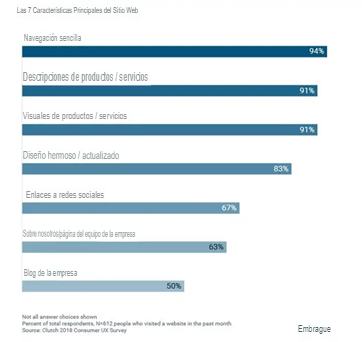 Las 7 Características Principales del Sitio Web
Navegación sencilla
94%
Descripciones de productos / servicios
91%
Visuales de productos / servicios
91%
Diseño hermoso / actualizado
83%
Enlaces a redes sociales
67%
Sobre nosotros/página del equipo de la empresa
63%
Blog de la empresa
50%
Not all answer choices shown
Percent of total respondents, N=612 people who visited a website in the past month.
Source: Clutch 2018 Consumer UX Survey
Embrague